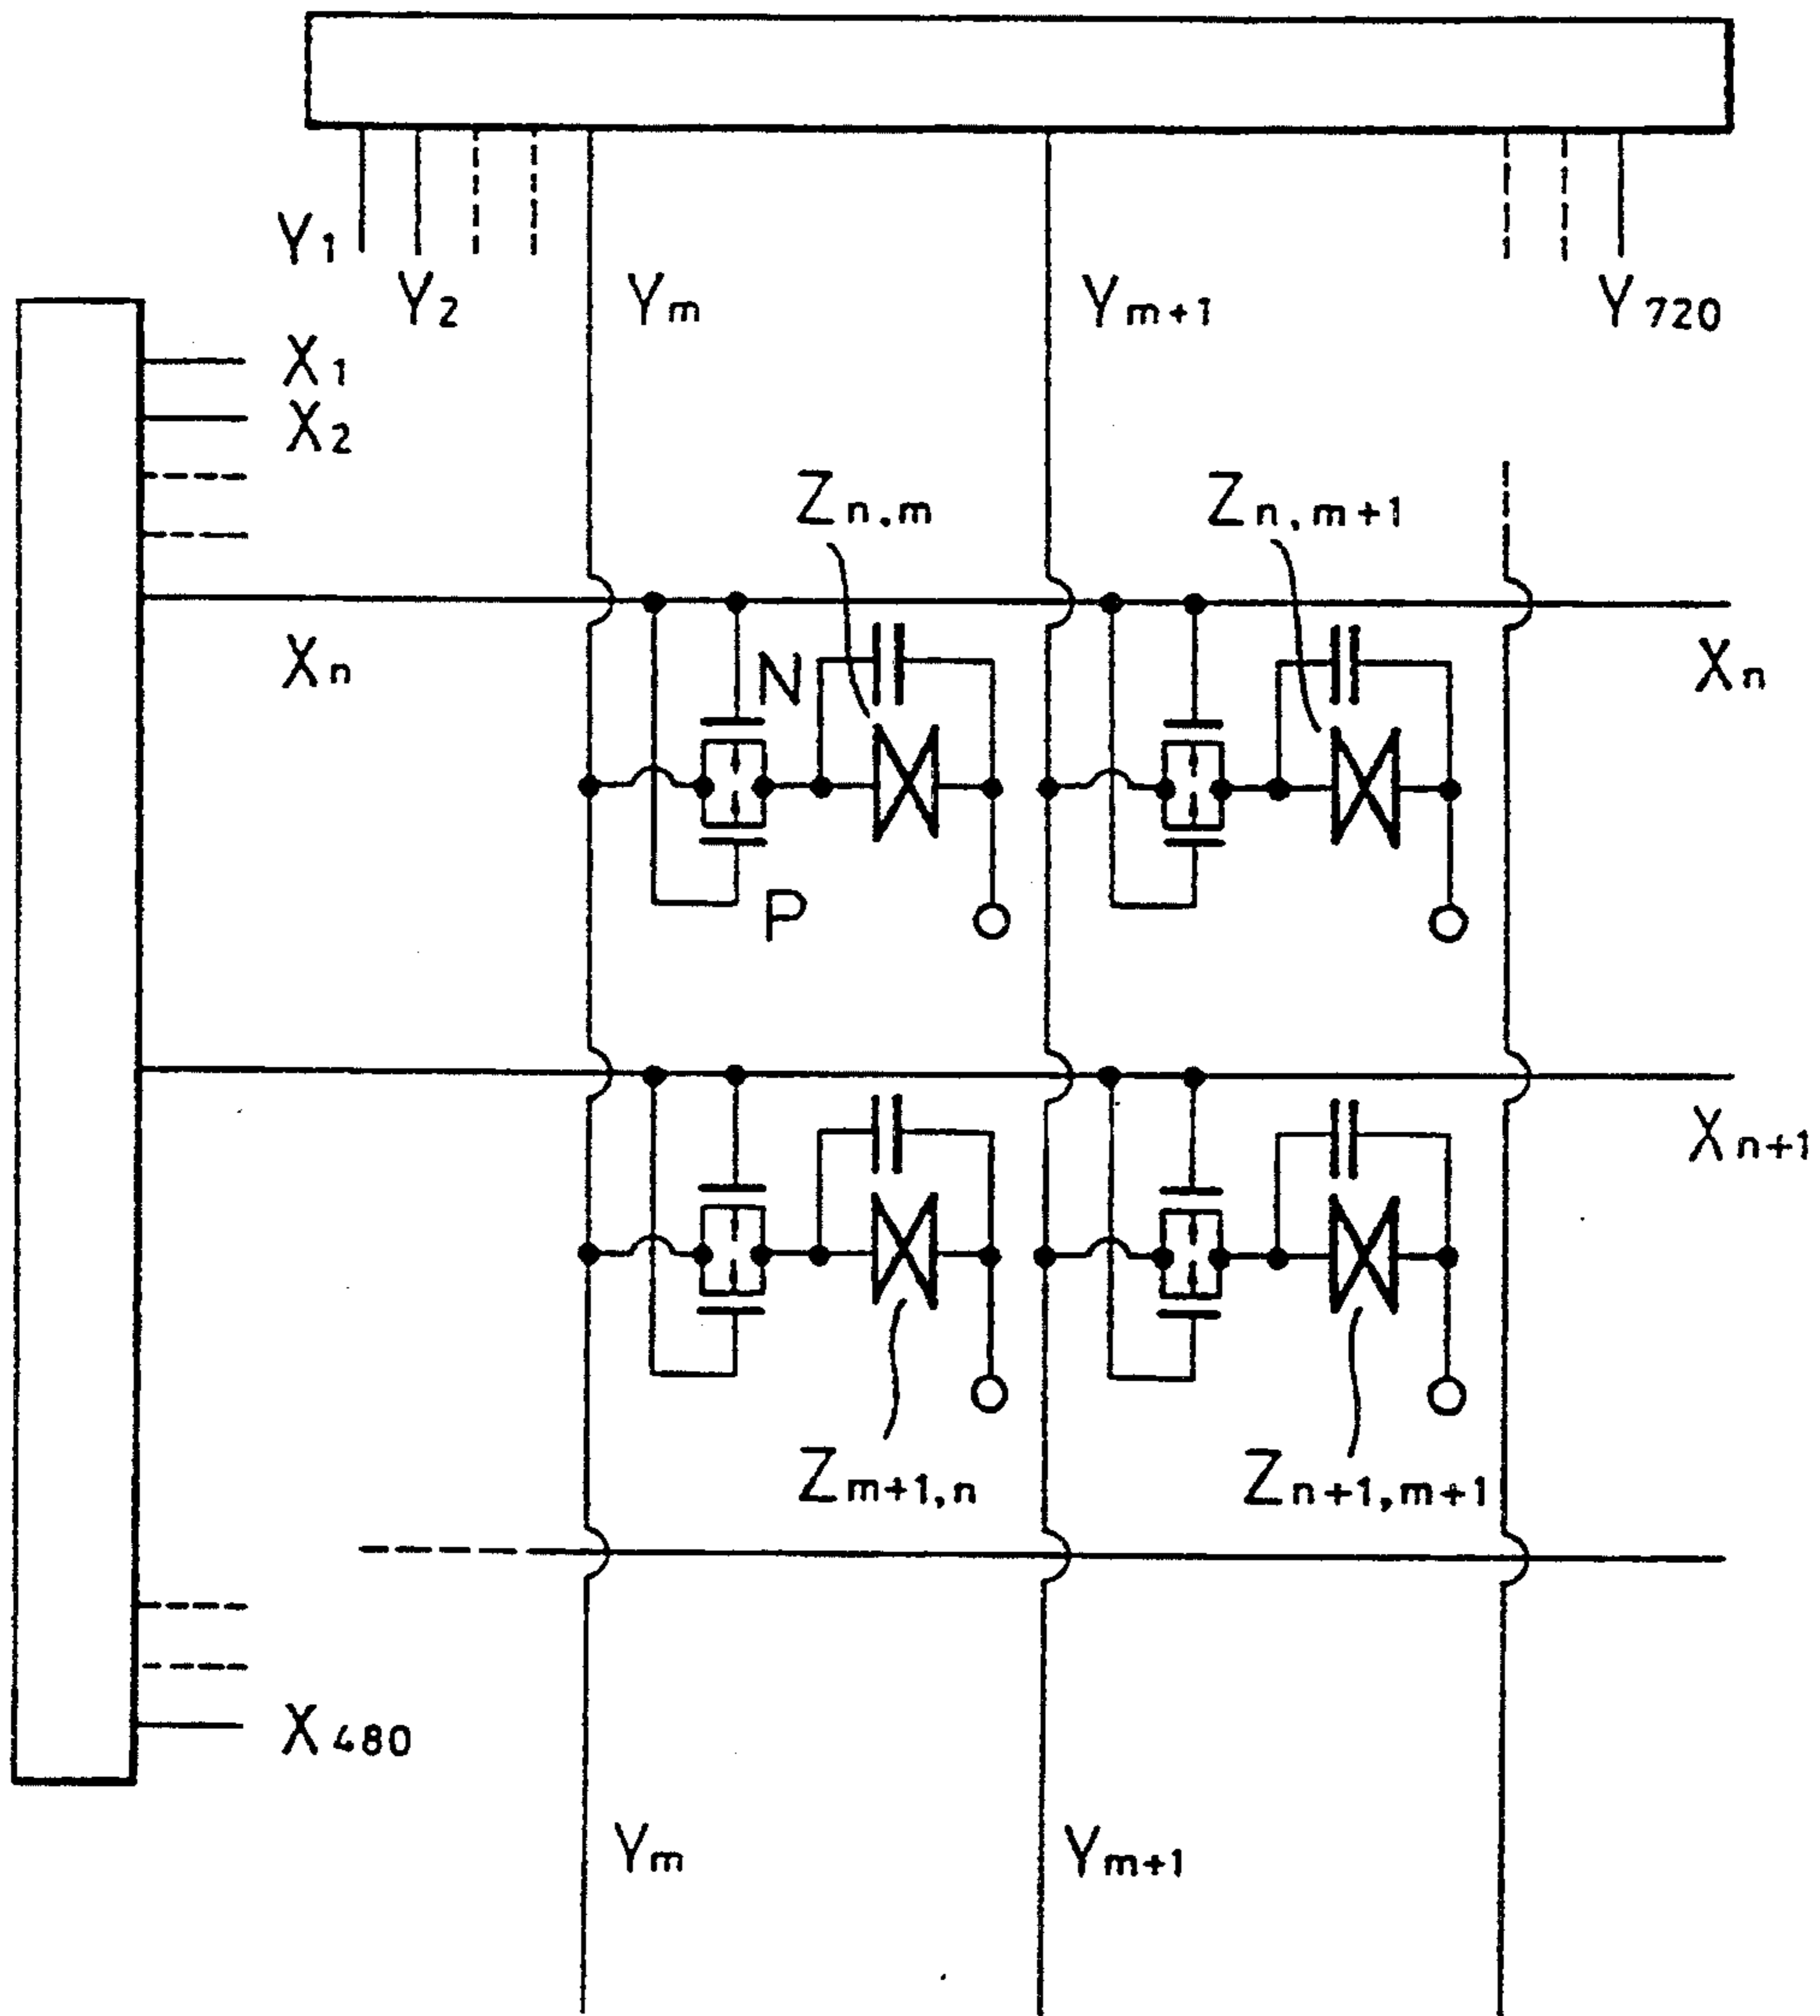 Y1
Y2
Ym
Ym+1
Y720
X1
X2
Zn,m
Zn,m+1
Xn
N
Xn
P
Xn+1
Zm+1,n
Zn+1,m+1
X480
Ym
Ym+1